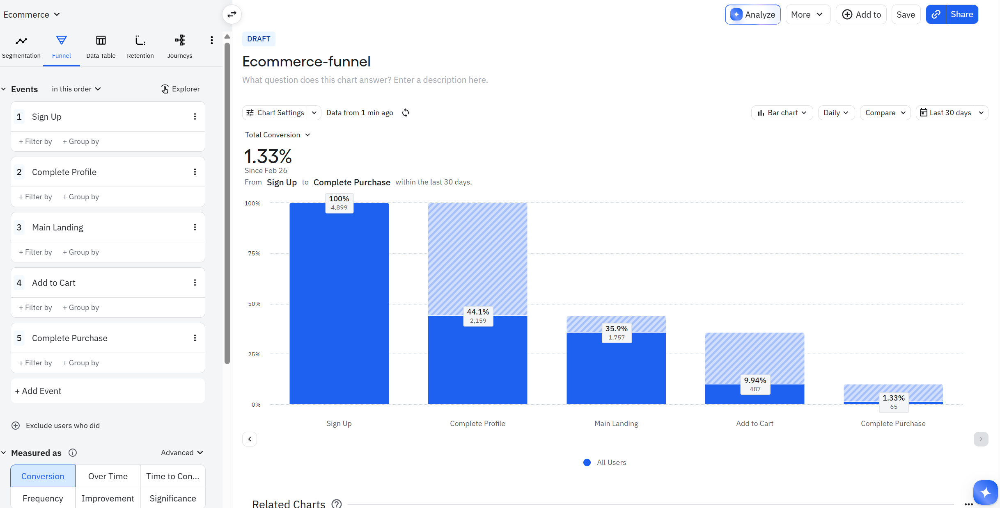 Ecommerce
Segmentation
Funnel
Data Table
Retention
Journeys
Events in this order Explorer
1 Sign Up
+ Filter by + Group by
2 Complete Profile
+ Filter by + Group by
3 Main Landing
+ Filter by + Group by
4 Add to Cart
+ Filter by + Group by
5 Complete Purchase
+ Filter by + Group by
+ Add Event
Exclude users who did
Measured as Advanced
Conversion Over Time Time to Con...
Frequency Improvement Significance
Analyze More Add to Save Share
DRAFT
Ecommerce-funnel
What question does this chart answer? Enter a description here.
Chart Settings Data from 1 min ago Bar chart Daily Compare Last 30 days
Total Conversion
1.33%
Since Feb 26
From Sign Up to Complete Purchase within the last 30 days.
100%
75%
50%
25%
0%
100%
4,899
44.1%
2,159
35.9%
1,757
9.94%
487
1.33%
65
Sign Up Complete Profile Main Landing Add to Cart Complete Purchase
All Users
Related Charts